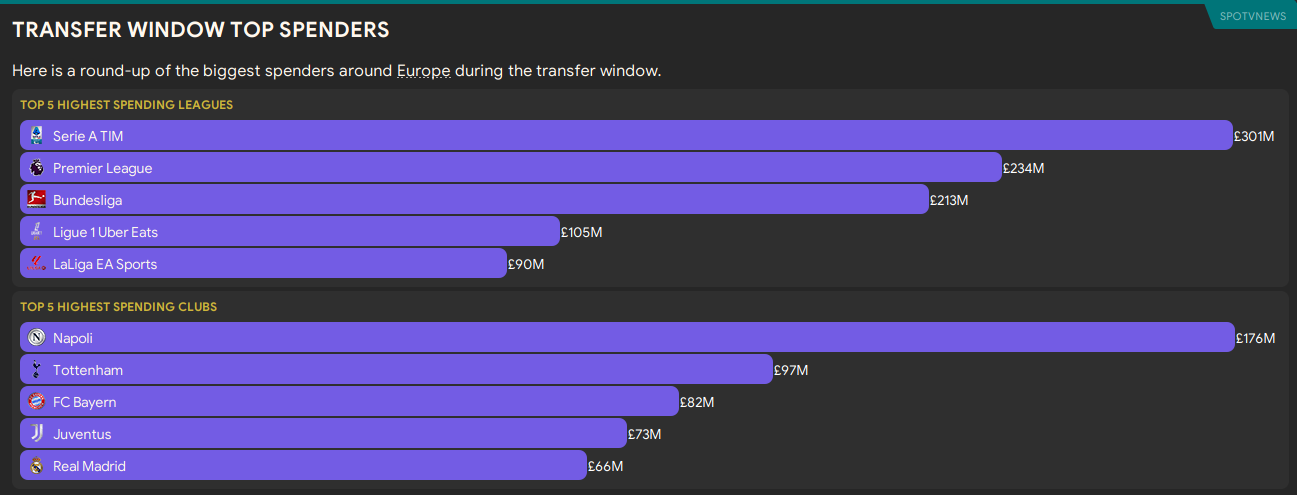 SPOTVNEWS
TRANSFER WINDOW TOP SPENDERS
Here is a round-up of the biggest spenders around Europe during the transfer window.
TOP 5 HIGHEST SPENDING LEAGUES
Serie A TIM £301M
Premier League £234M
Bundesliga £213M
Ligue 1 Uber Eats £105M
LaLiga EA Sports £90M
TOP 5 HIGHEST SPENDING CLUBS
Napoli £176M
Tottenham £97M
FC Bayern £82M
Juventus £73M
Real Madrid £66M